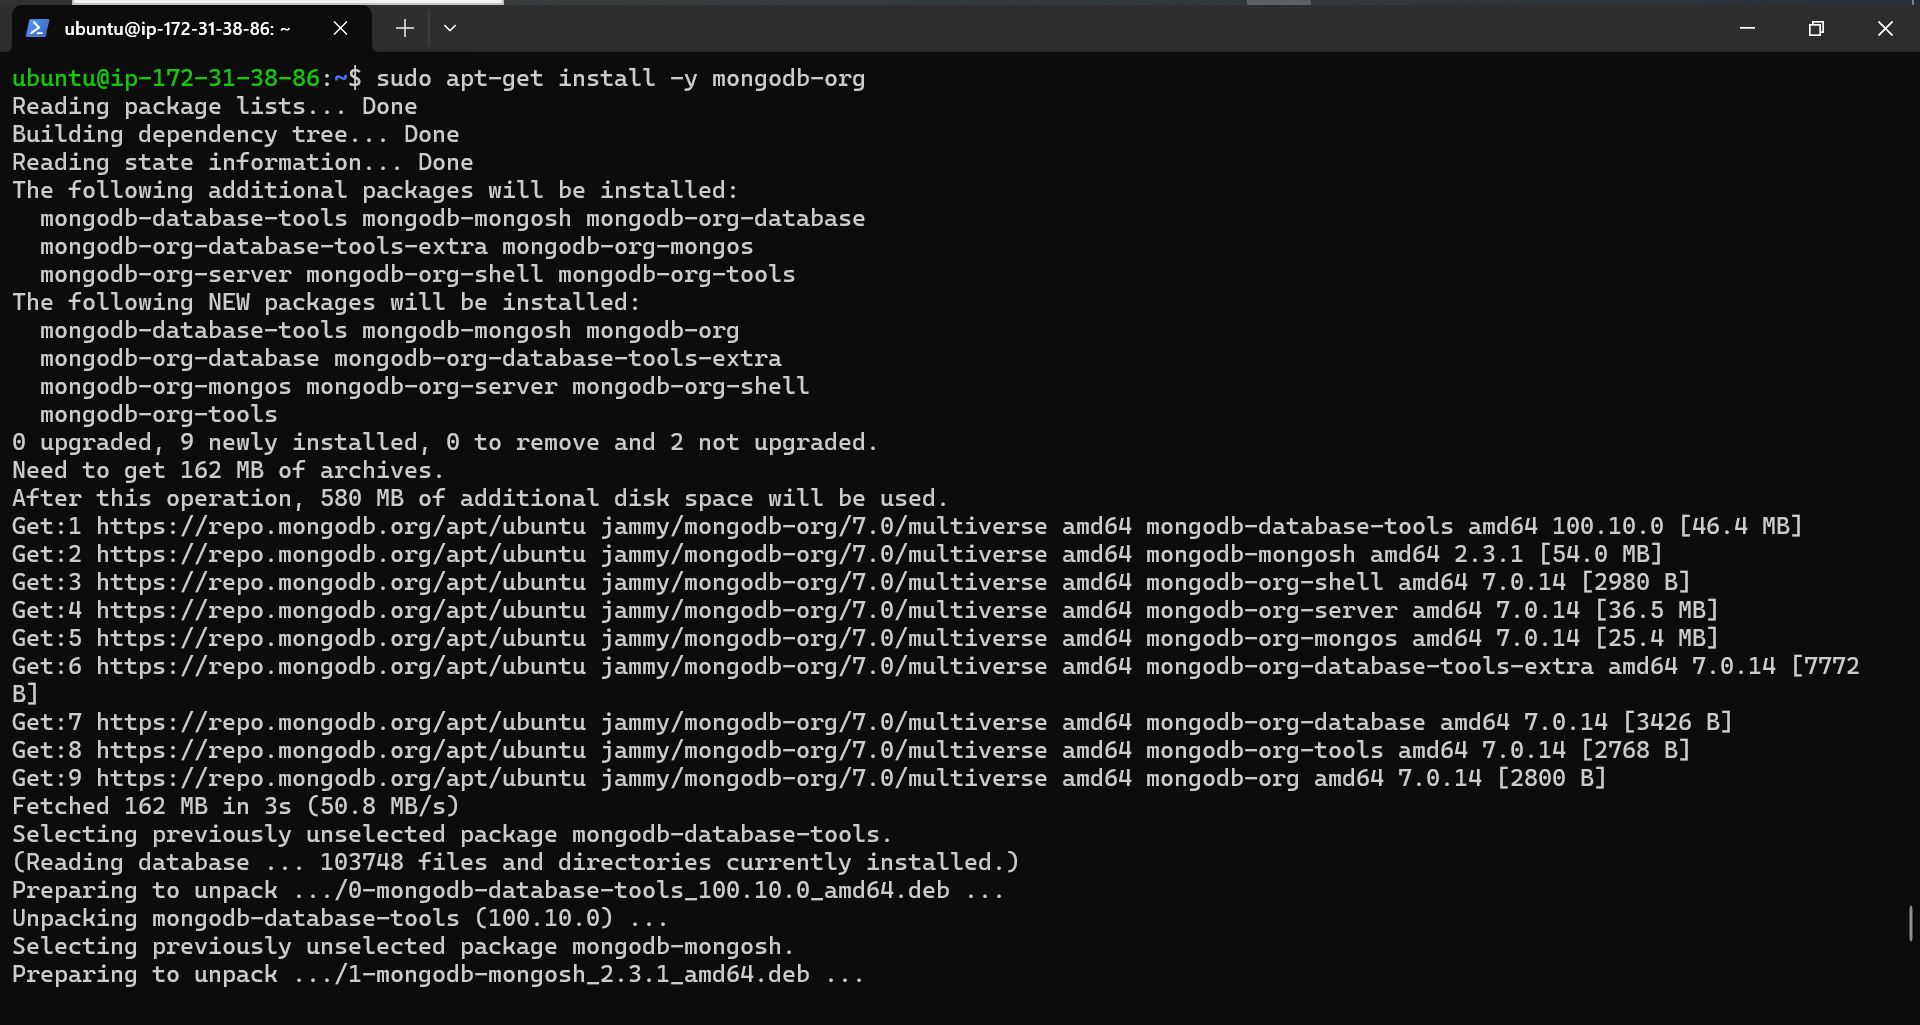 ubuntu@ip-172-31-38-86: ~
ubuntu@ip-172-31-38-86:~$ sudo apt-get install -y mongodb-org
Reading package lists... Done
Building dependency tree... Done
Reading state information... Done
The following additional packages will be installed:
  mongodb-database-tools mongodb-mongosh mongodb-org-database
  mongodb-org-database-tools-extra mongodb-org-mongos
  mongodb-org-server mongodb-org-shell mongodb-org-tools
The following NEW packages will be installed:
  mongodb-database-tools mongodb-mongosh mongodb-org
  mongodb-org-database mongodb-org-database-tools-extra
  mongodb-org-mongos mongodb-org-server mongodb-org-shell
  mongodb-org-tools
0 upgraded, 9 newly installed, 0 to remove and 2 not upgraded.
Need to get 162 MB of archives.
After this operation, 580 MB of additional disk space will be used.
Get:1 https://repo.mongodb.org/apt/ubuntu jammy/mongodb-org/7.0/multiverse amd64 mongodb-database-tools amd64 100.10.0 [46.4 MB]
Get:2 https://repo.mongodb.org/apt/ubuntu jammy/mongodb-org/7.0/multiverse amd64 mongodb-mongosh amd64 2.3.1 [54.0 MB]
Get:3 https://repo.mongodb.org/apt/ubuntu jammy/mongodb-org/7.0/multiverse amd64 mongodb-org-shell amd64 7.0.14 [2980 B]
Get:4 https://repo.mongodb.org/apt/ubuntu jammy/mongodb-org/7.0/multiverse amd64 mongodb-org-server amd64 7.0.14 [36.5 MB]
Get:5 https://repo.mongodb.org/apt/ubuntu jammy/mongodb-org/7.0/multiverse amd64 mongodb-org-mongos amd64 7.0.14 [25.4 MB]
Get:6 https://repo.mongodb.org/apt/ubuntu jammy/mongodb-org/7.0/multiverse amd64 mongodb-org-database-tools-extra amd64 7.0.14 [7772
B]
Get:7 https://repo.mongodb.org/apt/ubuntu jammy/mongodb-org/7.0/multiverse amd64 mongodb-org-database amd64 7.0.14 [3426 B]
Get:8 https://repo.mongodb.org/apt/ubuntu jammy/mongodb-org/7.0/multiverse amd64 mongodb-org-tools amd64 7.0.14 [2768 B]
Get:9 https://repo.mongodb.org/apt/ubuntu jammy/mongodb-org/7.0/multiverse amd64 mongodb-org amd64 7.0.14 [2800 B]
Fetched 162 MB in 3s (50.8 MB/s)
Selecting previously unselected package mongodb-database-tools.
(Reading database ... 103748 files and directories currently installed.)
Preparing to unpack .../0-mongodb-database-tools_100.10.0_amd64.deb ...
Unpacking mongodb-database-tools (100.10.0) ...
Selecting previously unselected package mongodb-mongosh.
Preparing to unpack .../1-mongodb-mongosh_2.3.1_amd64.deb ...